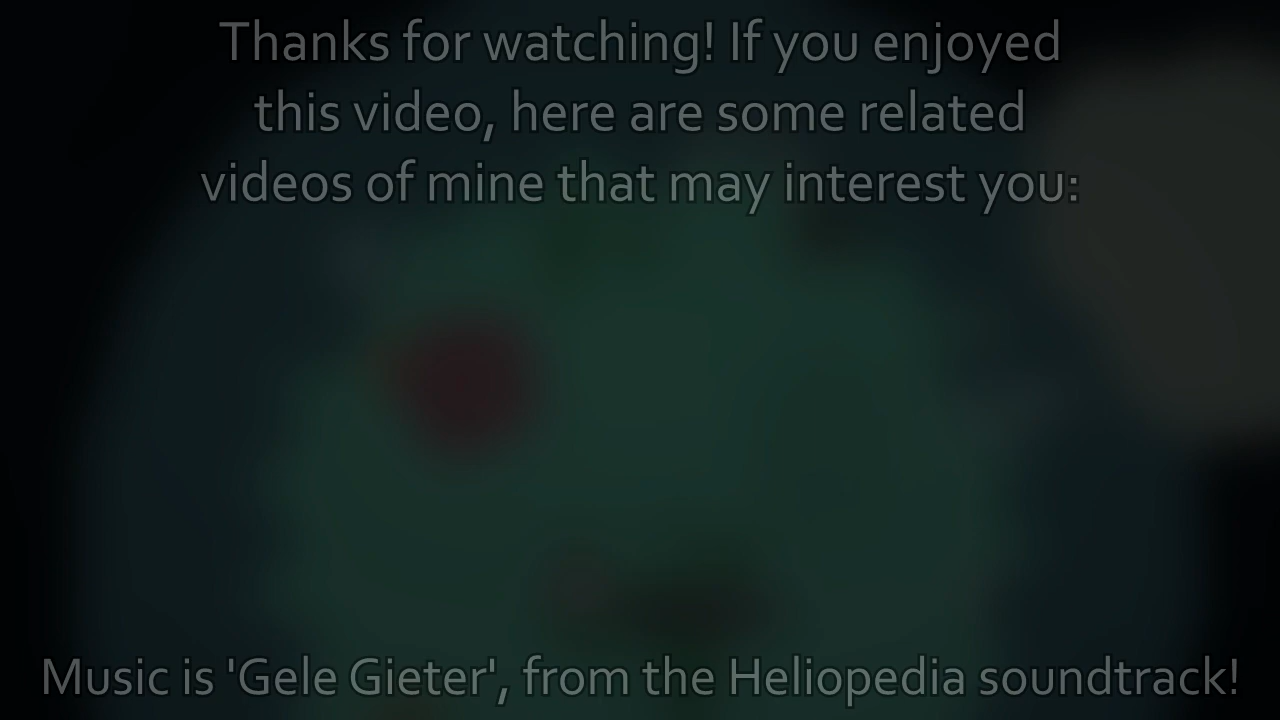 Thanks for watching! If you enjoyed
this video, here are some related
videos of mine that may interest you:
Music is 'Gele Gieter', from the Heliopedia soundtrack!